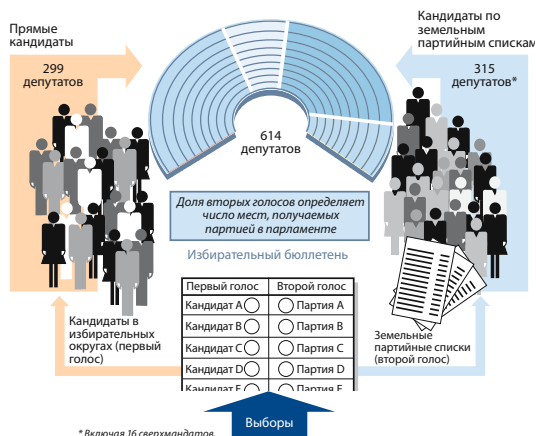 Прямые
кандидаты
299
депутатов
Кандидаты по
земельным
партийным спискам
315
депутатов*
614
депутатов
Доля вторых голосов определяет
число мест, получаемых
партией в парламенте
Избирательный бюллетень
Первый голос Второй голос
Кандидат A Партия A
Кандидат B Партия B
Кандидат C Партия C
Кандидат D Партия D
Кандидат E Партия E
Кандидаты в
избирательных
округах (первый
голос)
Земельные
партийные списки
(второй голос)
Выборы
* Включая 16 сверхмандатов.